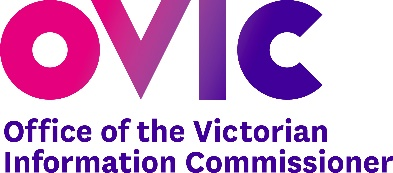 OVIC
Office of the Victorian
Information Commissioner